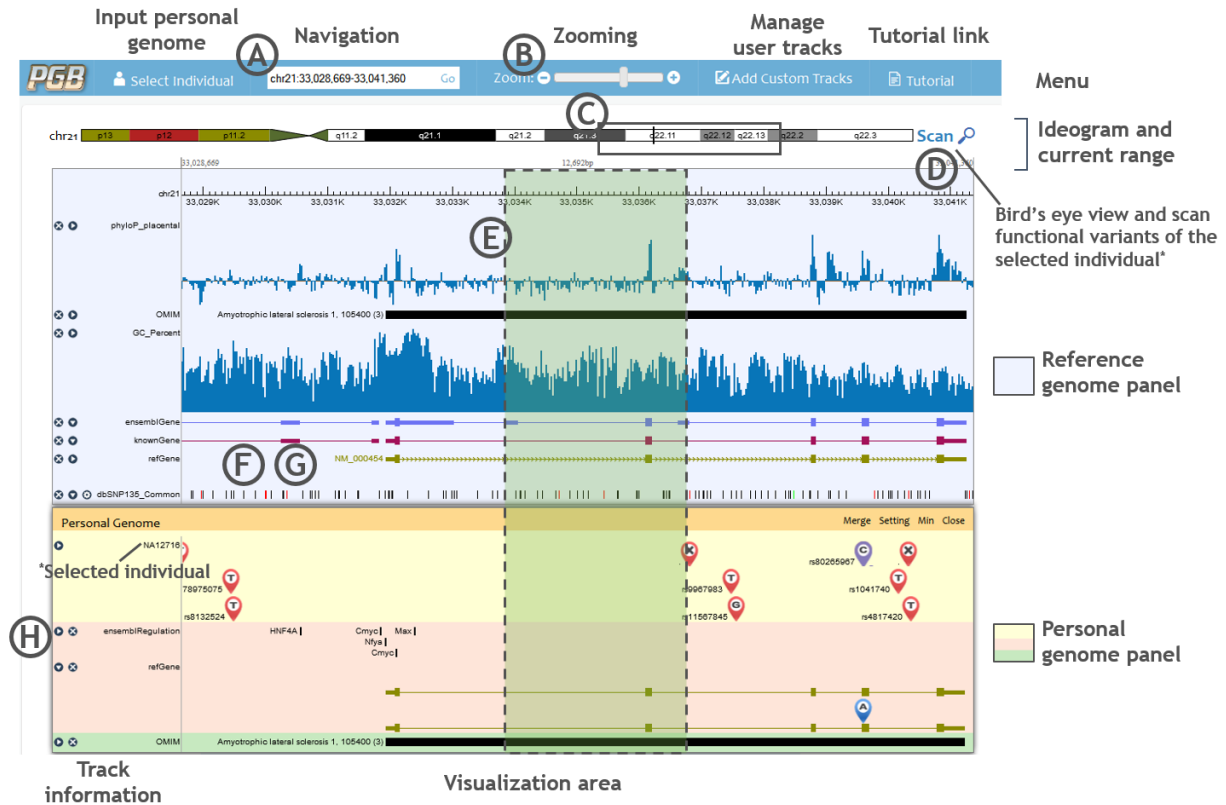 Input personal
genome
Navigation
Zooming
Manage
user tracks
Tutorial link
A
B
PGB
Select Individual
chr21:33,028,669-33,041,360
Go
Zoom:
Add Custom Tracks
Tutorial
Menu
C
chr21
p13
p12
p11.2
q11.2
q21.1
q21.2
q21.3
q22.11
q22.12
q22.13
q22.2
q22.3
Scan
Ideogram and
current range
33,028,669
12,692bp
D
chr21
33,029K
33,030K
33,031K
33,032K
33,033K
33,034K
33,035K
33,036K
33,037K
33,038K
33,039K
33,040K
33,041K
Bird's eye view and scan
functional variants of the
selected individual*
phyloP_placental
E
OMIM
Amyotrophic lateral sclerosis 1, 105400 (3)
GC_Percent
Reference
genome panel
ensemblGene
knownGene
refGene
NM_000454
F
G
dbSNP135_Common
Personal Genome
Merge
Setting
Min
Close
NA12716
*Selected individual
X
C
X
rs80265967
T
78975075
T
rs9967983
T
rs1041740
T
rs8132524
G
rs11567845
T
rs4817420
H
ensemblRegulation
HNF4A
Cmyc
Max
Nfya
Cmyc
Personal
genome panel
refGene
A
OMIM
Amyotrophic lateral sclerosis 1, 105400 (3)
Track
information
Visualization area